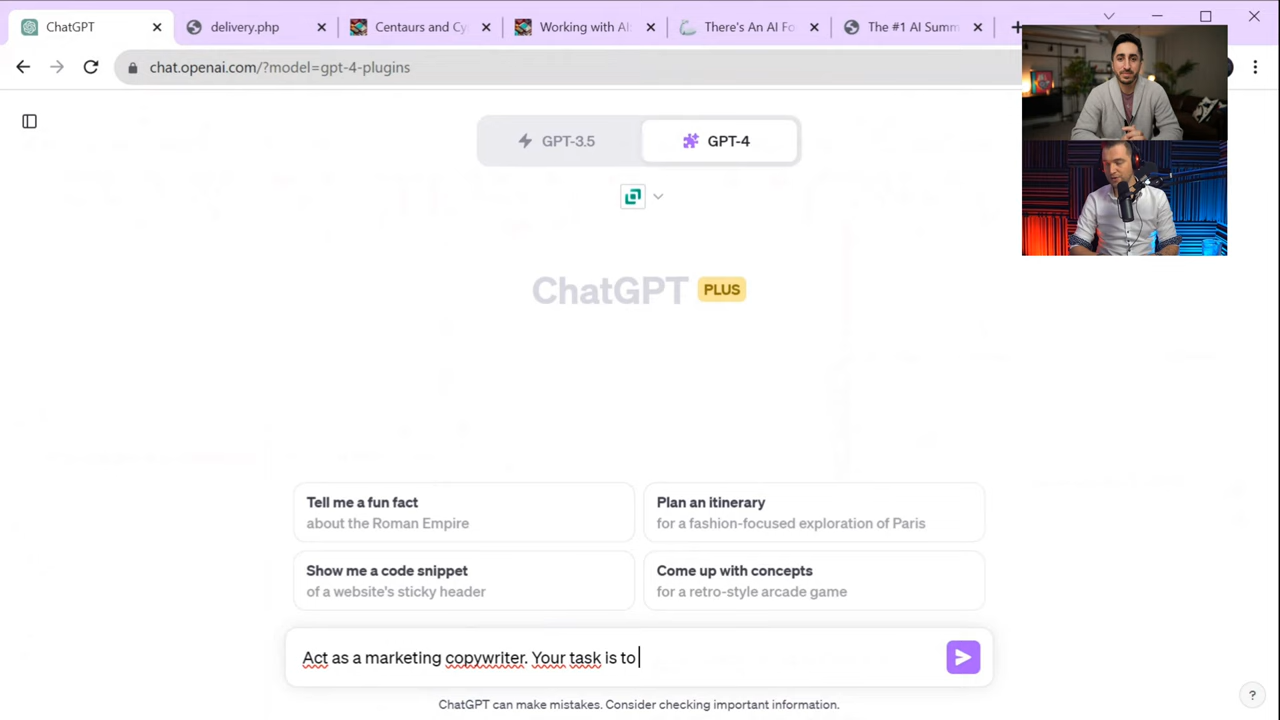 ChatGPT
delivery.php
Centaurs and Cy
Working with AI:
There's An AI Fo
The #1 AI Summ
chat.openai.com/?model=gpt-4-plugins
GPT-3.5
GPT-4
ChatGPT PLUS
Tell me a fun fact
about the Roman Empire
Plan an itinerary
for a fashion-focused exploration of Paris
Show me a code snippet
of a website's sticky header
Come up with concepts
for a retro-style arcade game
Act as a marketing copywriter. Your task is to
ChatGPT can make mistakes. Consider checking important information.
?